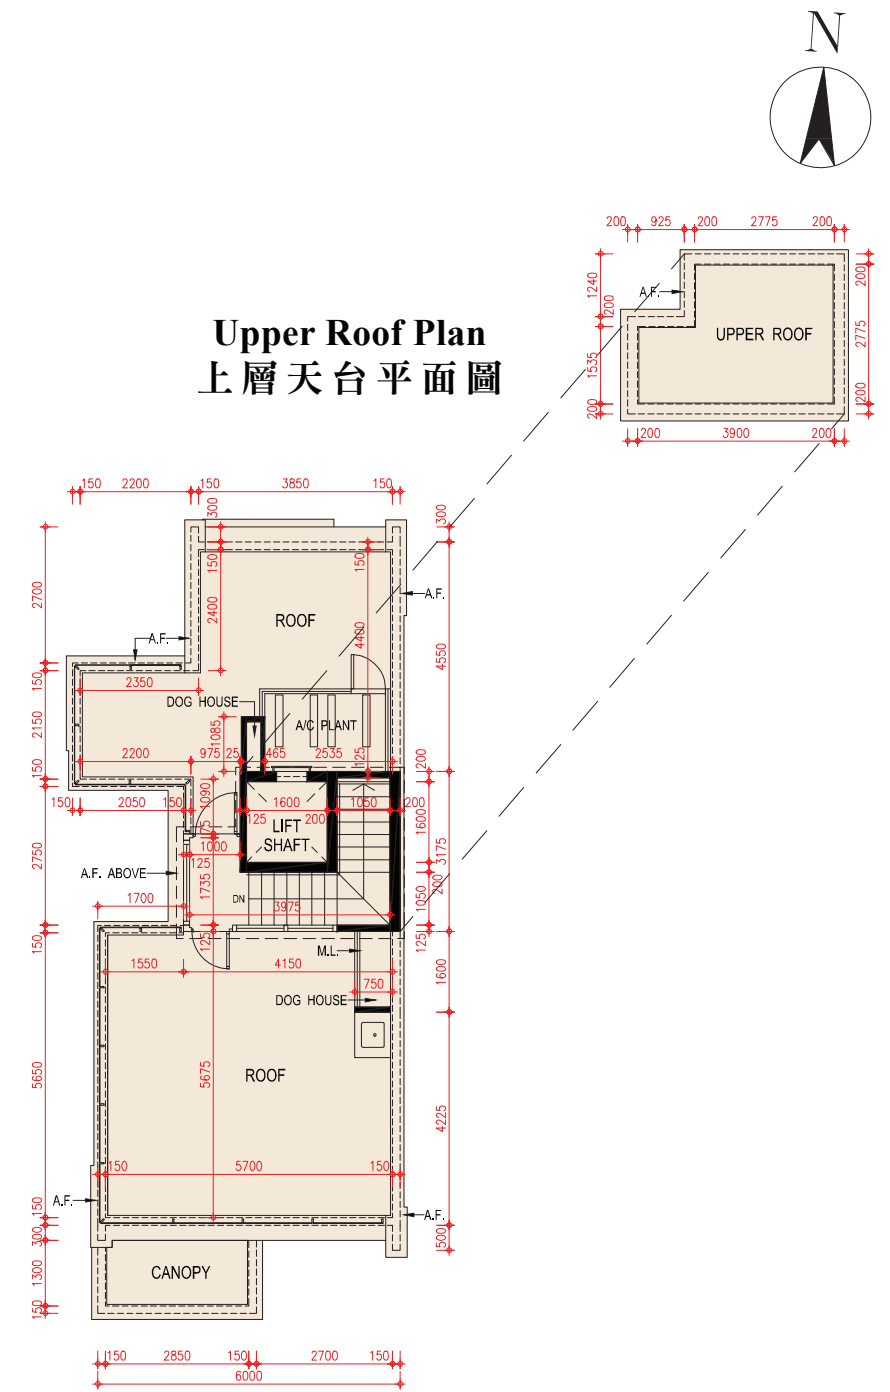 N
200 925 200 2775 200
1240
200
A.F.
200
UPPER ROOF
2775
1535
200
200
200 3900 200
Upper Roof Plan
上層天台平面圖
150 2200 150 3850 150
300
300
150
150
2700
2400
ROOF
4400
A.F.
A.F.
4550
150
2350
DOG HOUSE
A/C PLANT
1085
2150
2200 975 25 465 2535
125
200
150
150 2050 150
1090
1600 1050 200
125 200
1600
LIFT
SHAFT
175
1000
125
3175
2750
A.F. ABOVE
1735
DN
200
1050
1700
3975
150
125
125
M.L.
1550 4150
1600
750
DOG HOUSE
5650
5675
ROOF
4225
150 5700 150
A.F.
A.F.
150
300
500
CANOPY
1300
150
150 2850 150 2700 150
6000